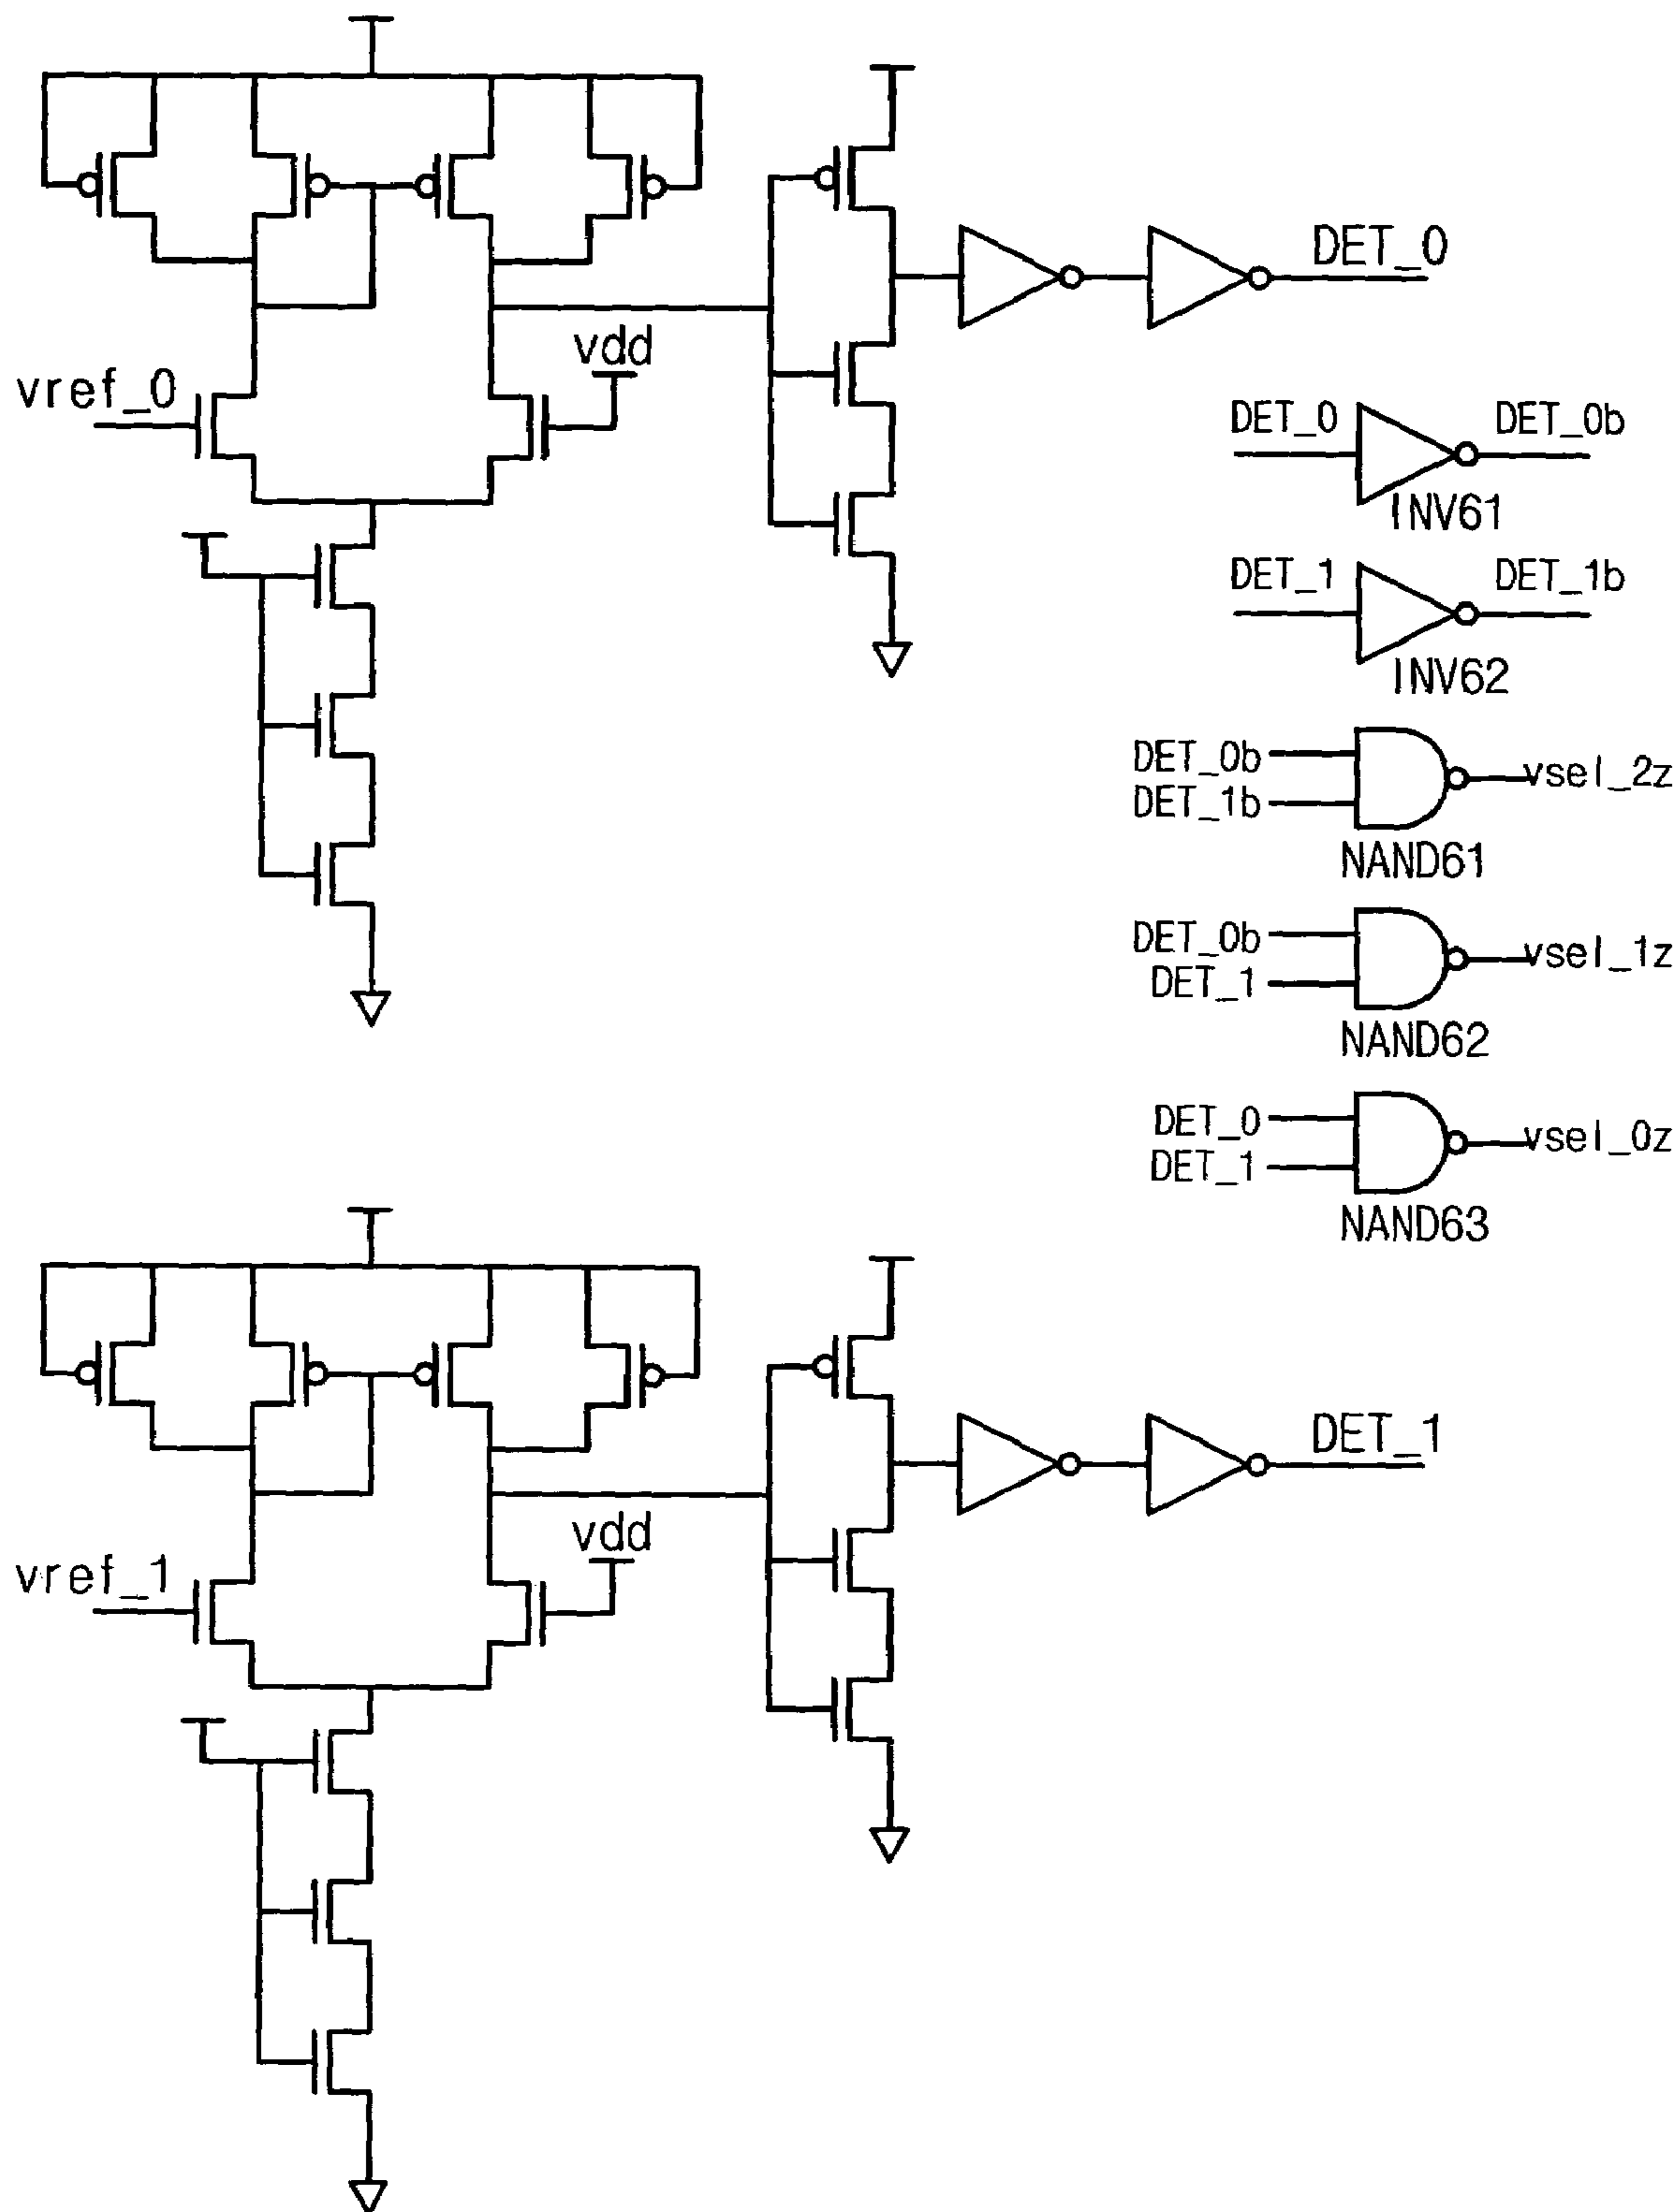 DET_0
vdd
vref_0
DET_0 DET_0b
INV61
DET_1 DET_1b
INV62
DET_0b
DET_1b
vsel_2z
NAND61
DET_0b
DET_1
vsel_1z
NAND62
DET_0
DET_1
vsel_0z
NAND63
DET_1
vdd
vref_1